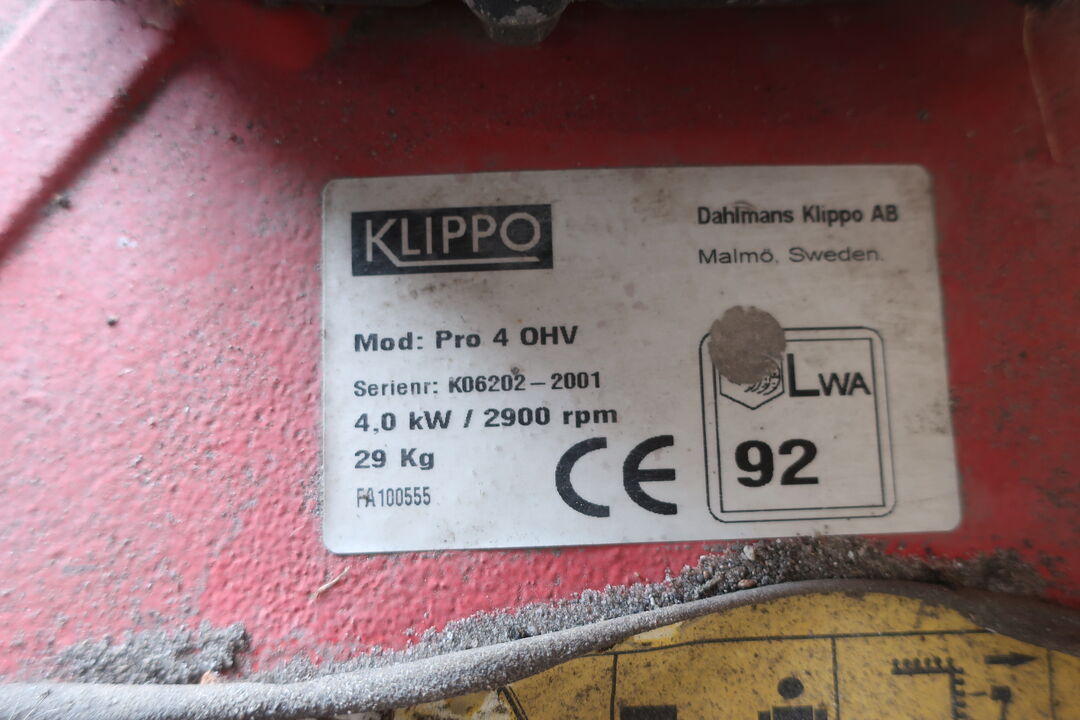 KLIPPO
Dahlmans Klippo AB
Malmö, Sweden.
Mod: Pro 4 OHV
Serienr: K06202-2001
4,0 kW / 2900 rpm
29 Kg
FA100555
CE
LWA
92